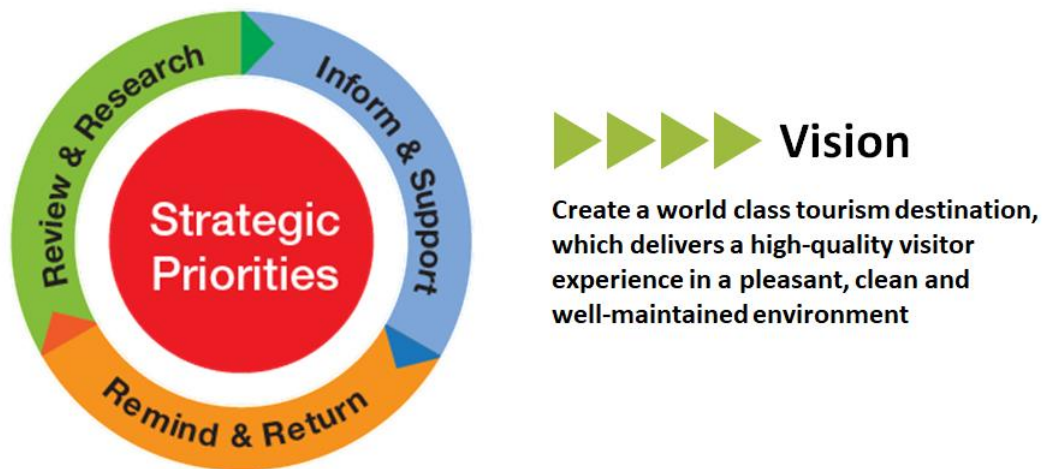 Review & Research
Inform & Support
Remind & Return
Strategic
Priorities
Vision
Create a world class tourism destination,
which delivers a high-quality visitor
experience in a pleasant, clean and
well-maintained environment